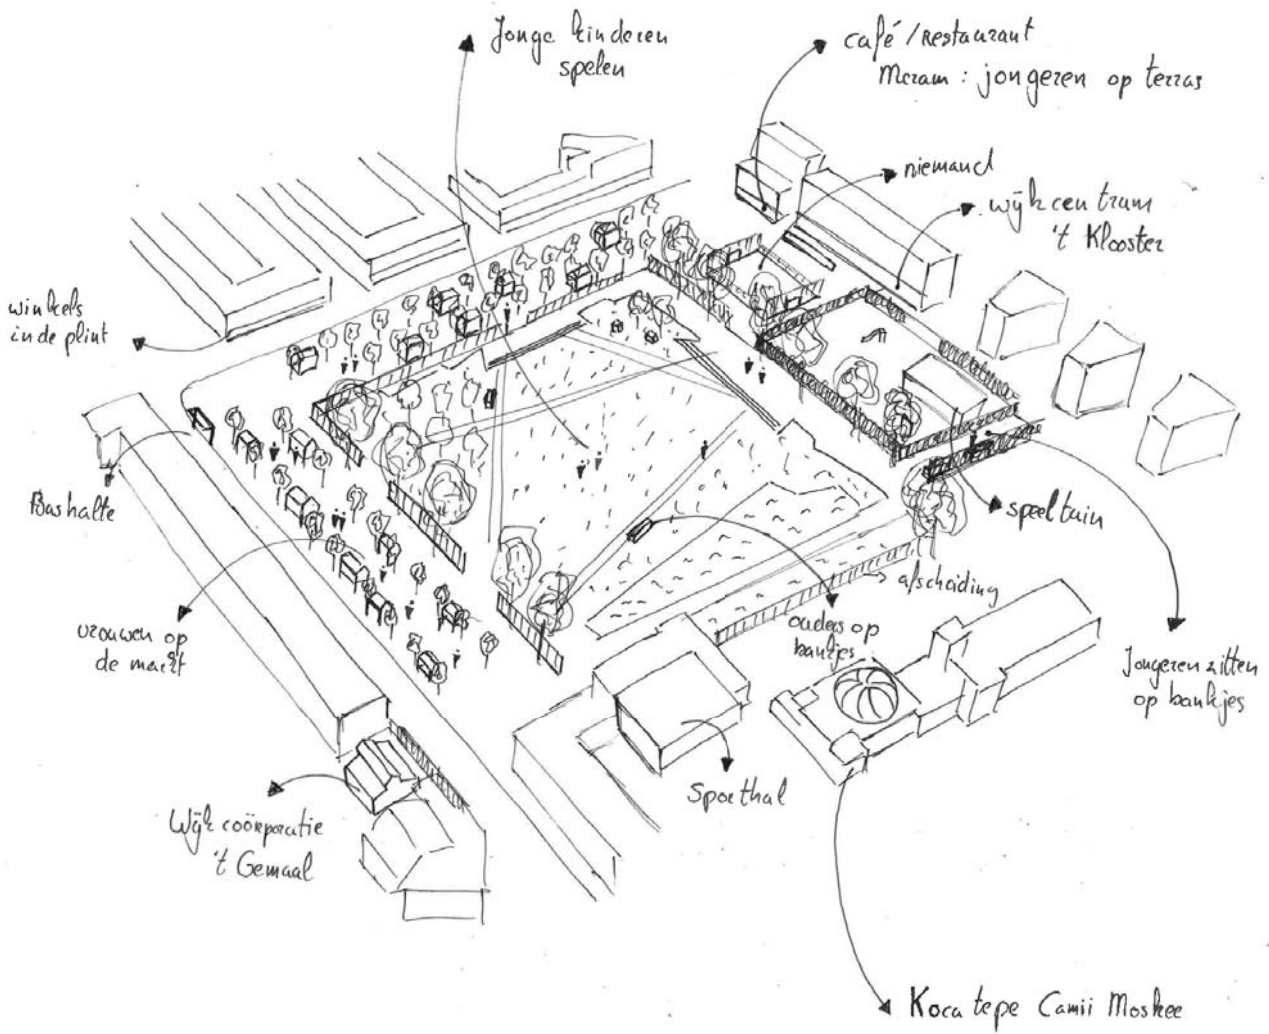 Jonge kinderen
spelen
café/restaurant
Meram : jongeren op terras
niemand
wijkcentrum
't Klooster
winkels
in de plint
Bushalte
speeltuin
afscheiding
vrouwen op
de markt
ouders op
bankjes
Jongeren zitten
op bankjes
Sporthal
Wijkcoöperatie
't Gemaal
Kocatepe Camii Moskee